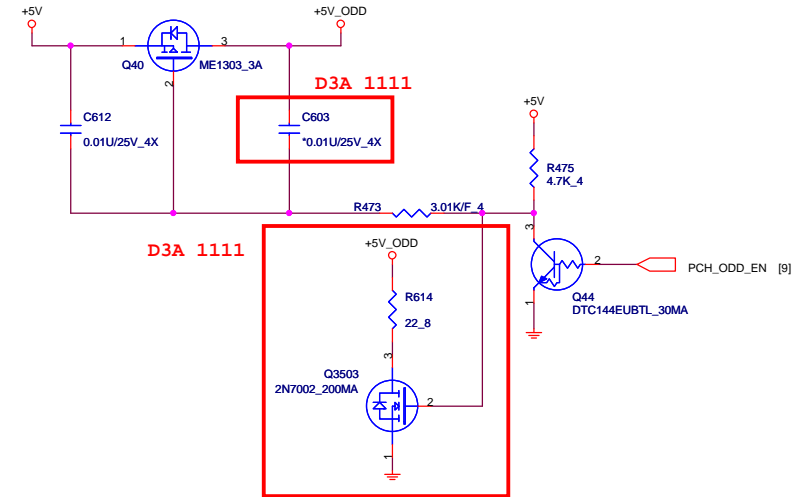 +5V
+5V_ODD
1
3
Q40
ME1303_3A
2
D3A 1111
C612
0.01U/25V_4X
C603
*0.01U/25V_4X
+5V
R475
4.7K_4
R473
3.01K/F_4
D3A 1111
+5V_ODD
R614
22_8
3
Q3503
2N7002_200MA
2
1
3
2
PCH_ODD_EN [9]
1
Q44
DTC144EUBTL_30MA